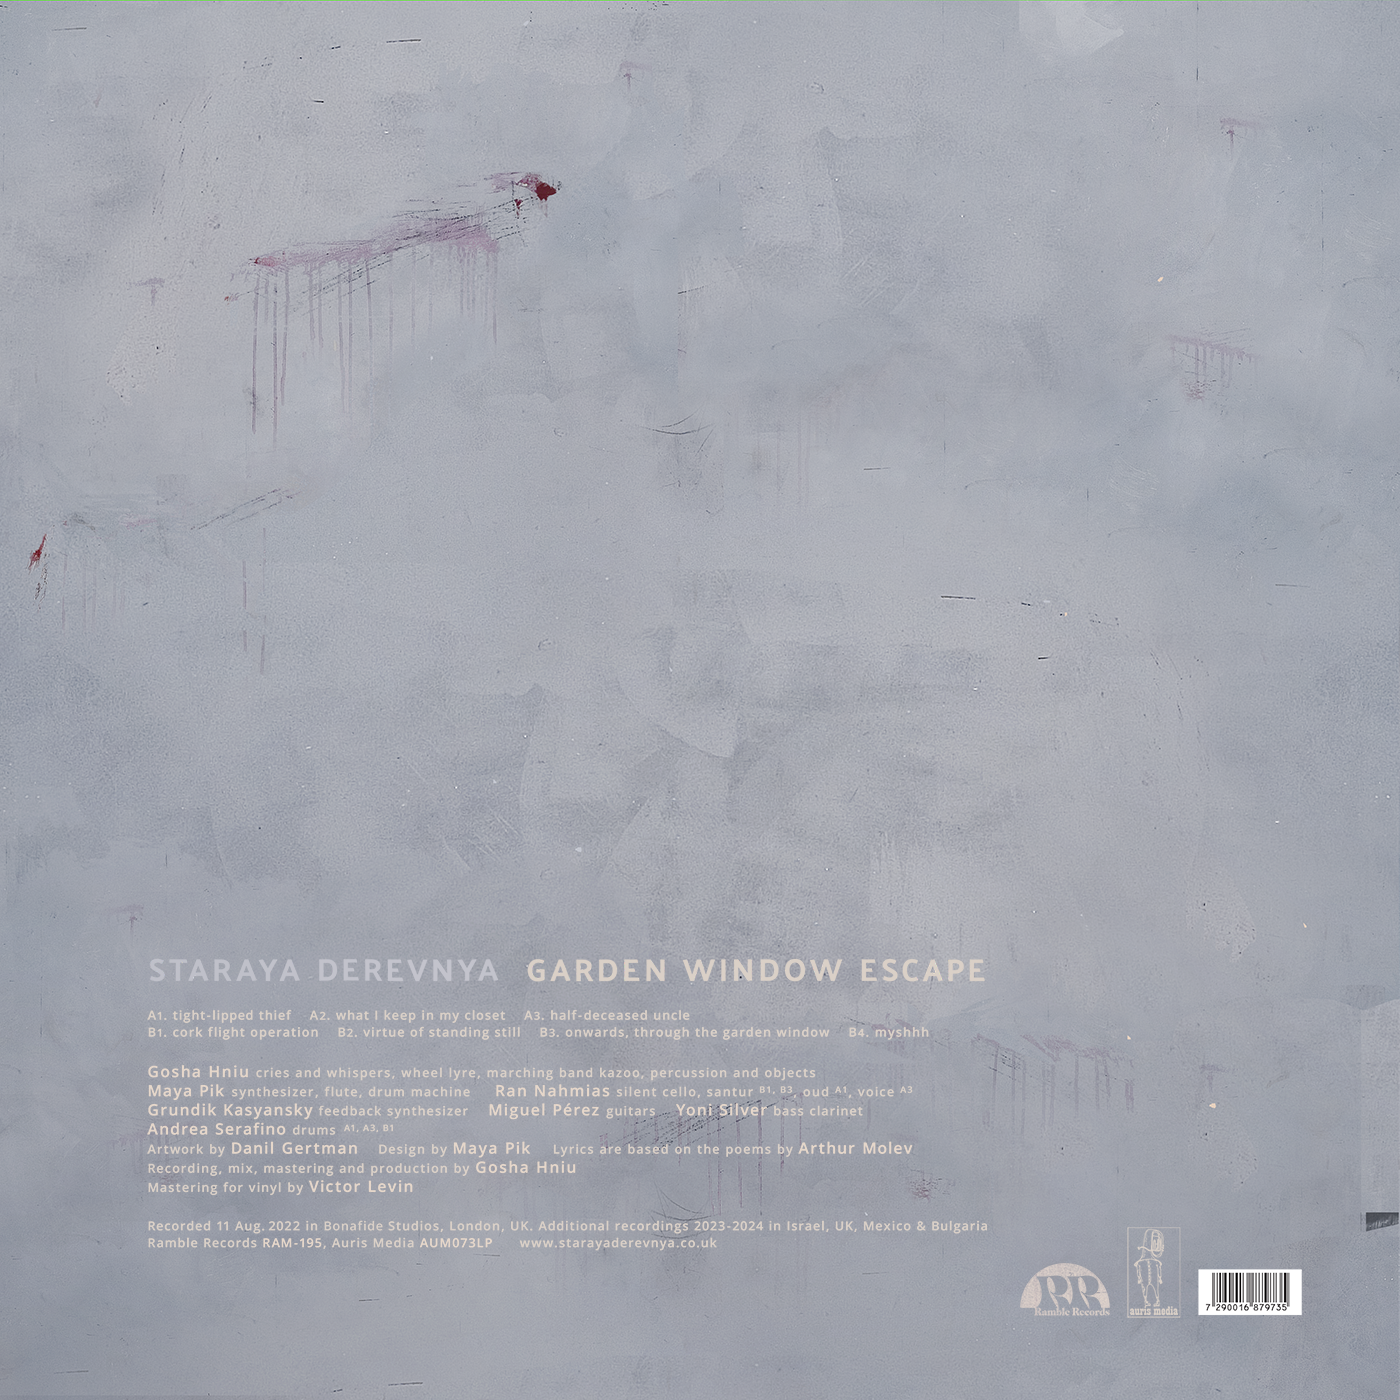 STARAYA DEREVNYA GARDEN WINDOW ESCAPE
A1. tight-lipped thief A2. what I keep in my closet A3. half-deceased uncle
B1. cork flight operation B2. virtue of standing still B3. onwards, through the garden window B4. myshhh
Gosha Hniu cries and whispers, wheel lyre, marching band kazoo, percussion and objects
Maya Pik synthesizer, flute, drum machine Ran Nahmias silent cello, santur B1, B3, oud A1, voice A3
Grundik Kasyansky feedback synthesizer Miguel Pérez guitars Yoni Silver bass clarinet
Andrea Serafino drums A1, A3, B1
Artwork by Danil Gertman Design by Maya Pik Lyrics are based on the poems by Arthur Molev
Recording, mix, mastering and production by Gosha Hniu
Mastering for vinyl by Victor Levin
Recorded 11 Aug. 2022 in Bonafide Studios, London, UK. Additional recordings 2023-2024 in Israel, UK, Mexico & Bulgaria
Ramble Records RAM-195, Auris Media AUM073LP www.starayaderevnya.co.uk
RR
Ramble Records
auris media
7 290016 879735